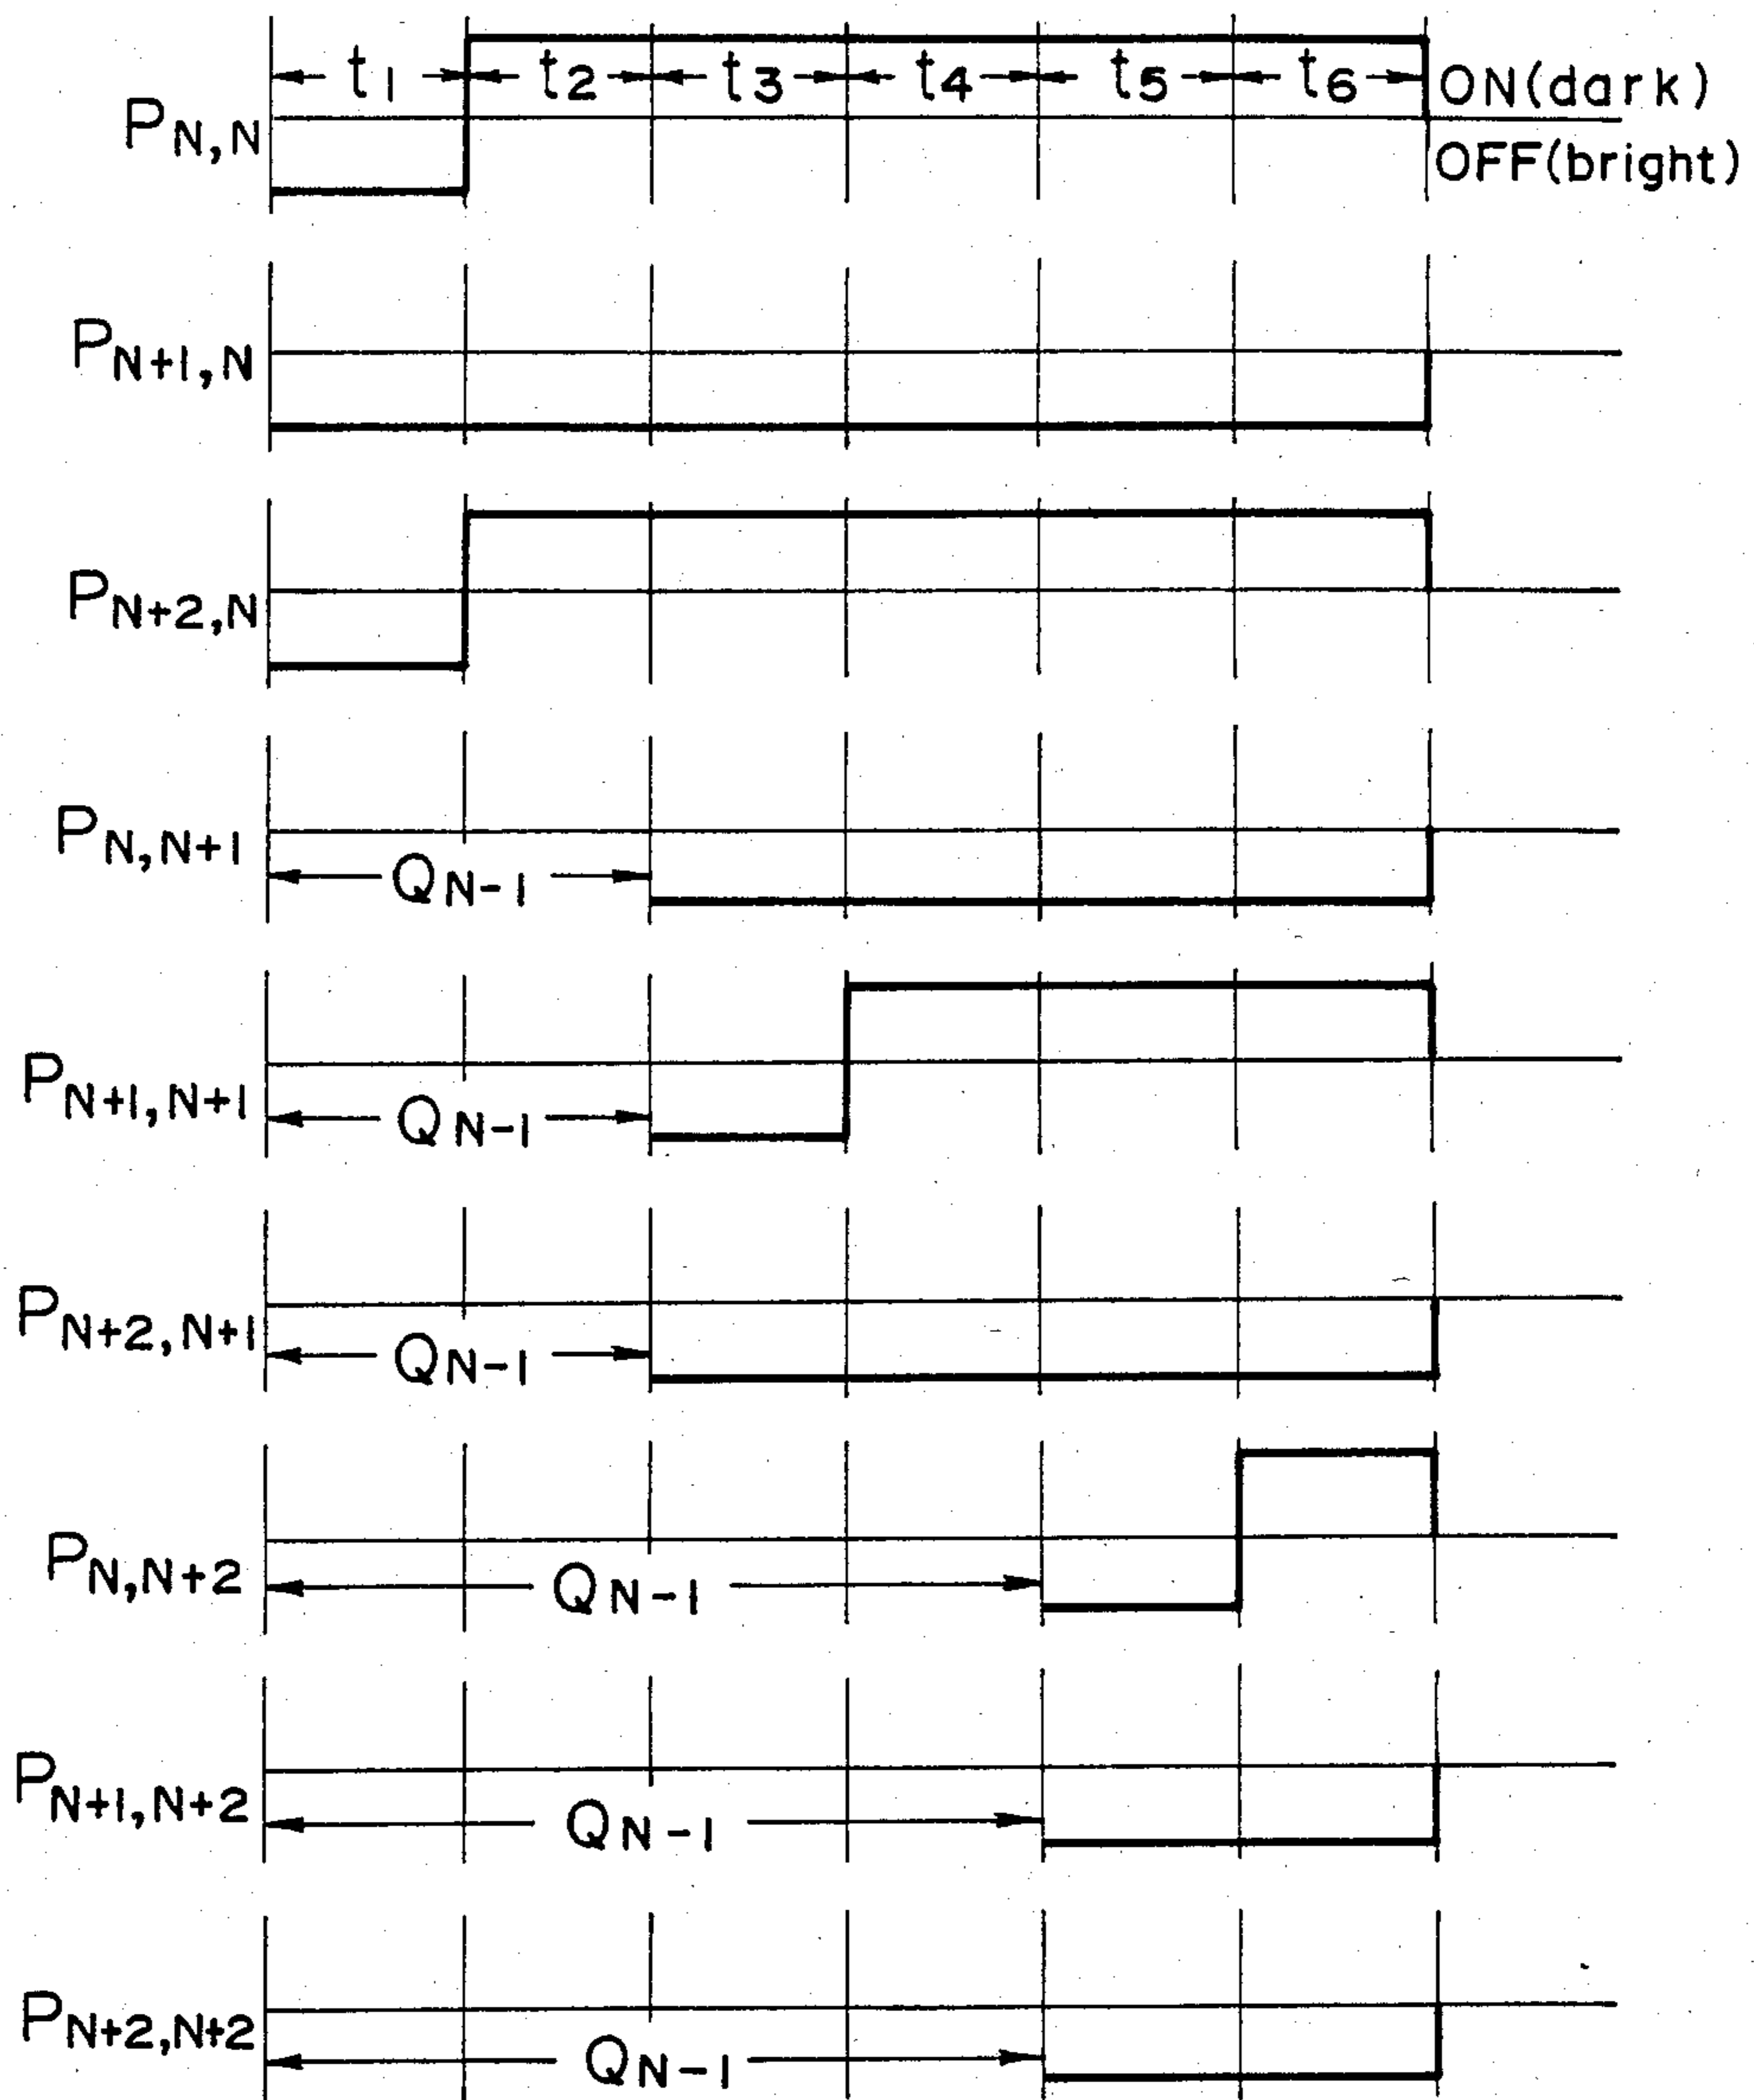 t1 t2 t3 t4 t5 t6 ON(dark)
PN,N OFF(bright)
PN+1,N
PN+2,N
PN,N+1
QN-1
PN+1,N+1
QN-1
PN+2,N+1
QN-1
PN,N+2
QN-1
PN+1,N+2
QN-1
PN+2,N+2
QN-1